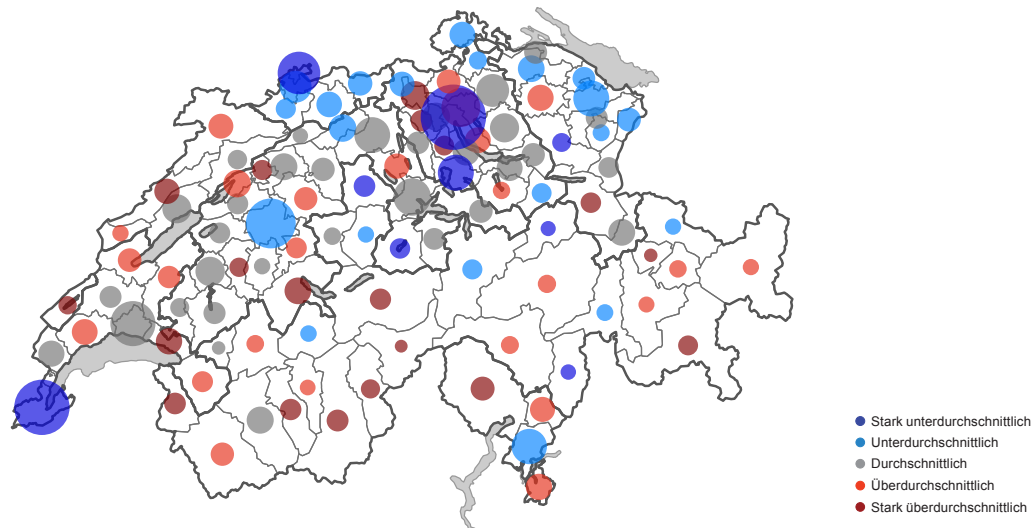 Stark unterdurchschnittlich
Unterdurchschnittlich
Durchschnittlich
Überdurchschnittlich
Stark überdurchschnittlich